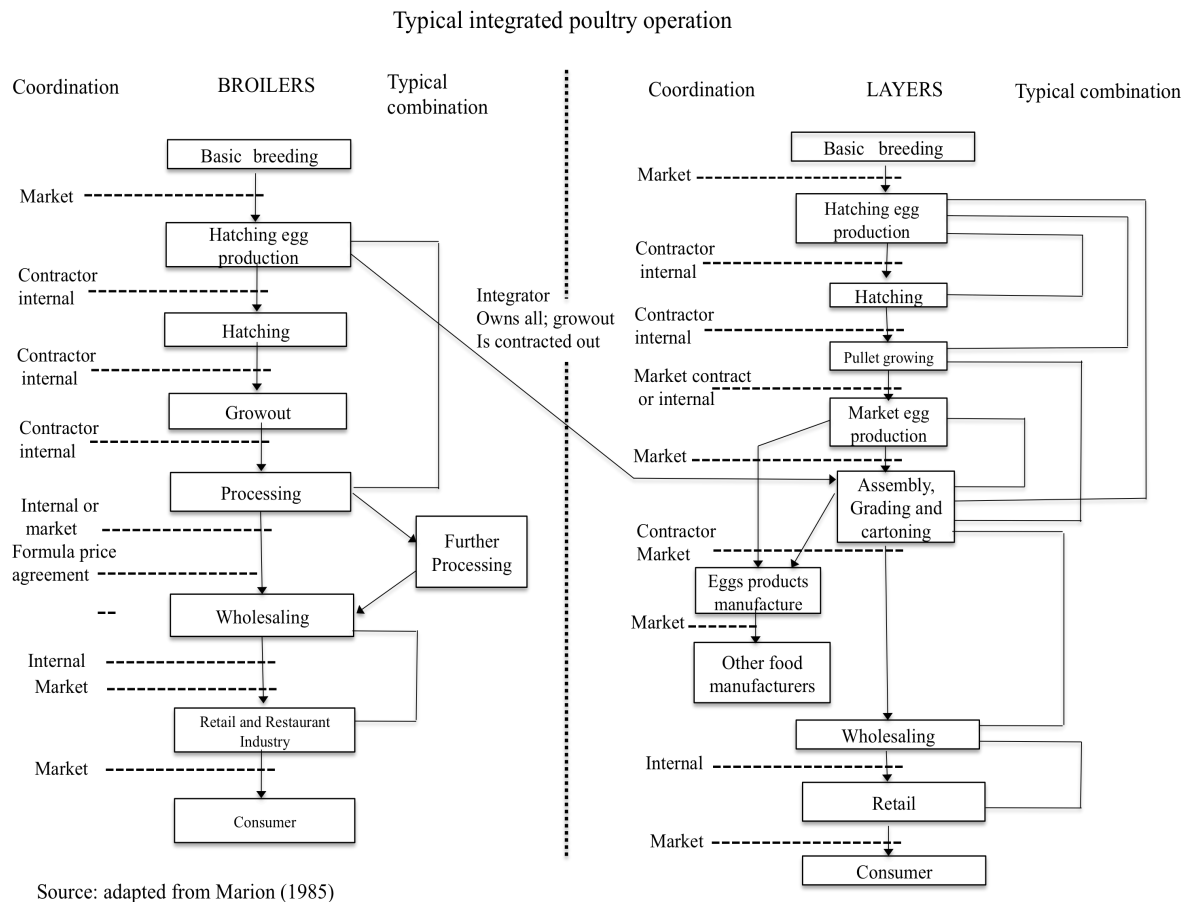 Typical integrated poultry operation
Coordination
BROILERS
Typical
combination
Basic breeding
Market
Hatching egg
production
Contractor
internal
Hatching
Contractor
internal
Growout
Contractor
internal
Processing
Internal or
market
Formula price
agreement
Further
Processing
Wholesaling
Internal
Market
Retail and Restaurant
Industry
Market
Consumer
Integrator
Owns all; growout
Is contracted out
Coordination
LAYERS
Typical combination
Basic breeding
Market
Hatching egg
production
Contractor
internal
Hatching
Contractor
internal
Pullet growing
Market contract
or internal
Market egg
production
Market
Assembly,
Grading and
cartoning
Contractor
Market
Eggs products
manufacture
Market
Other food
manufacturers
Wholesaling
Internal
Retail
Market
Consumer
Source: adapted from Marion (1985)